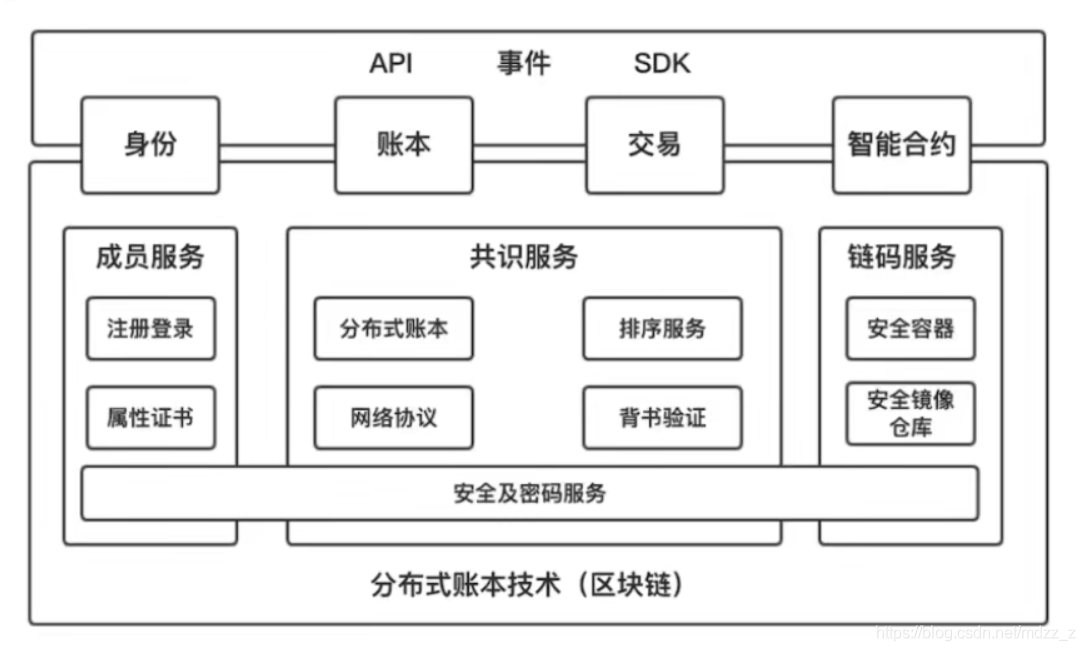 API 事件 SDK
身份 账本 交易 智能合约
成员服务 共识服务 链码服务
注册登录 分布式账本 排序服务 安全容器
属性证书 网络协议 背书验证 安全镜像
仓库
安全及密码服务
分布式账本技术（区块链）
https://blog.csdn.net/mdzz_z